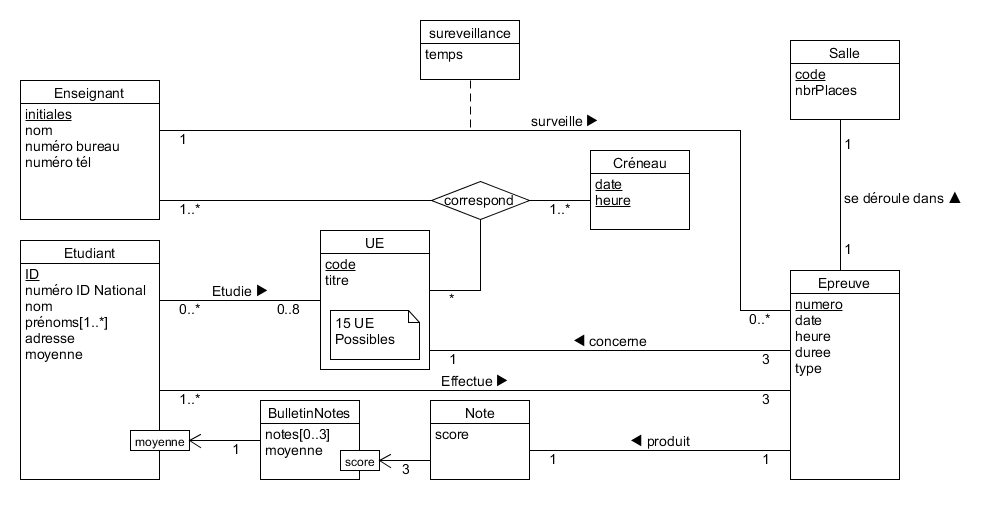 sureveillance
temps
Salle
code
nbrPlaces
Enseignant
initiales
nom
numéro bureau
numéro tél
surveille ▶
1
Créneau
date
heure
1
correspond
1..*
1..*
se déroule dans ▲
UE
code
titre
15 UE
Possibles
Etudiant
ID
numéro ID National
nom
prénoms[1..*]
adresse
moyenne
Etudie ▶
0..*
0..8
*
1
Epreuve
numero
date
heure
duree
type
0..*
◀ concerne
1
3
Effectue ▶
1..*
3
BulletinNotes
notes[0..3]
moyenne
Note
score
moyenne
1
score
3
◀ produit
1
1